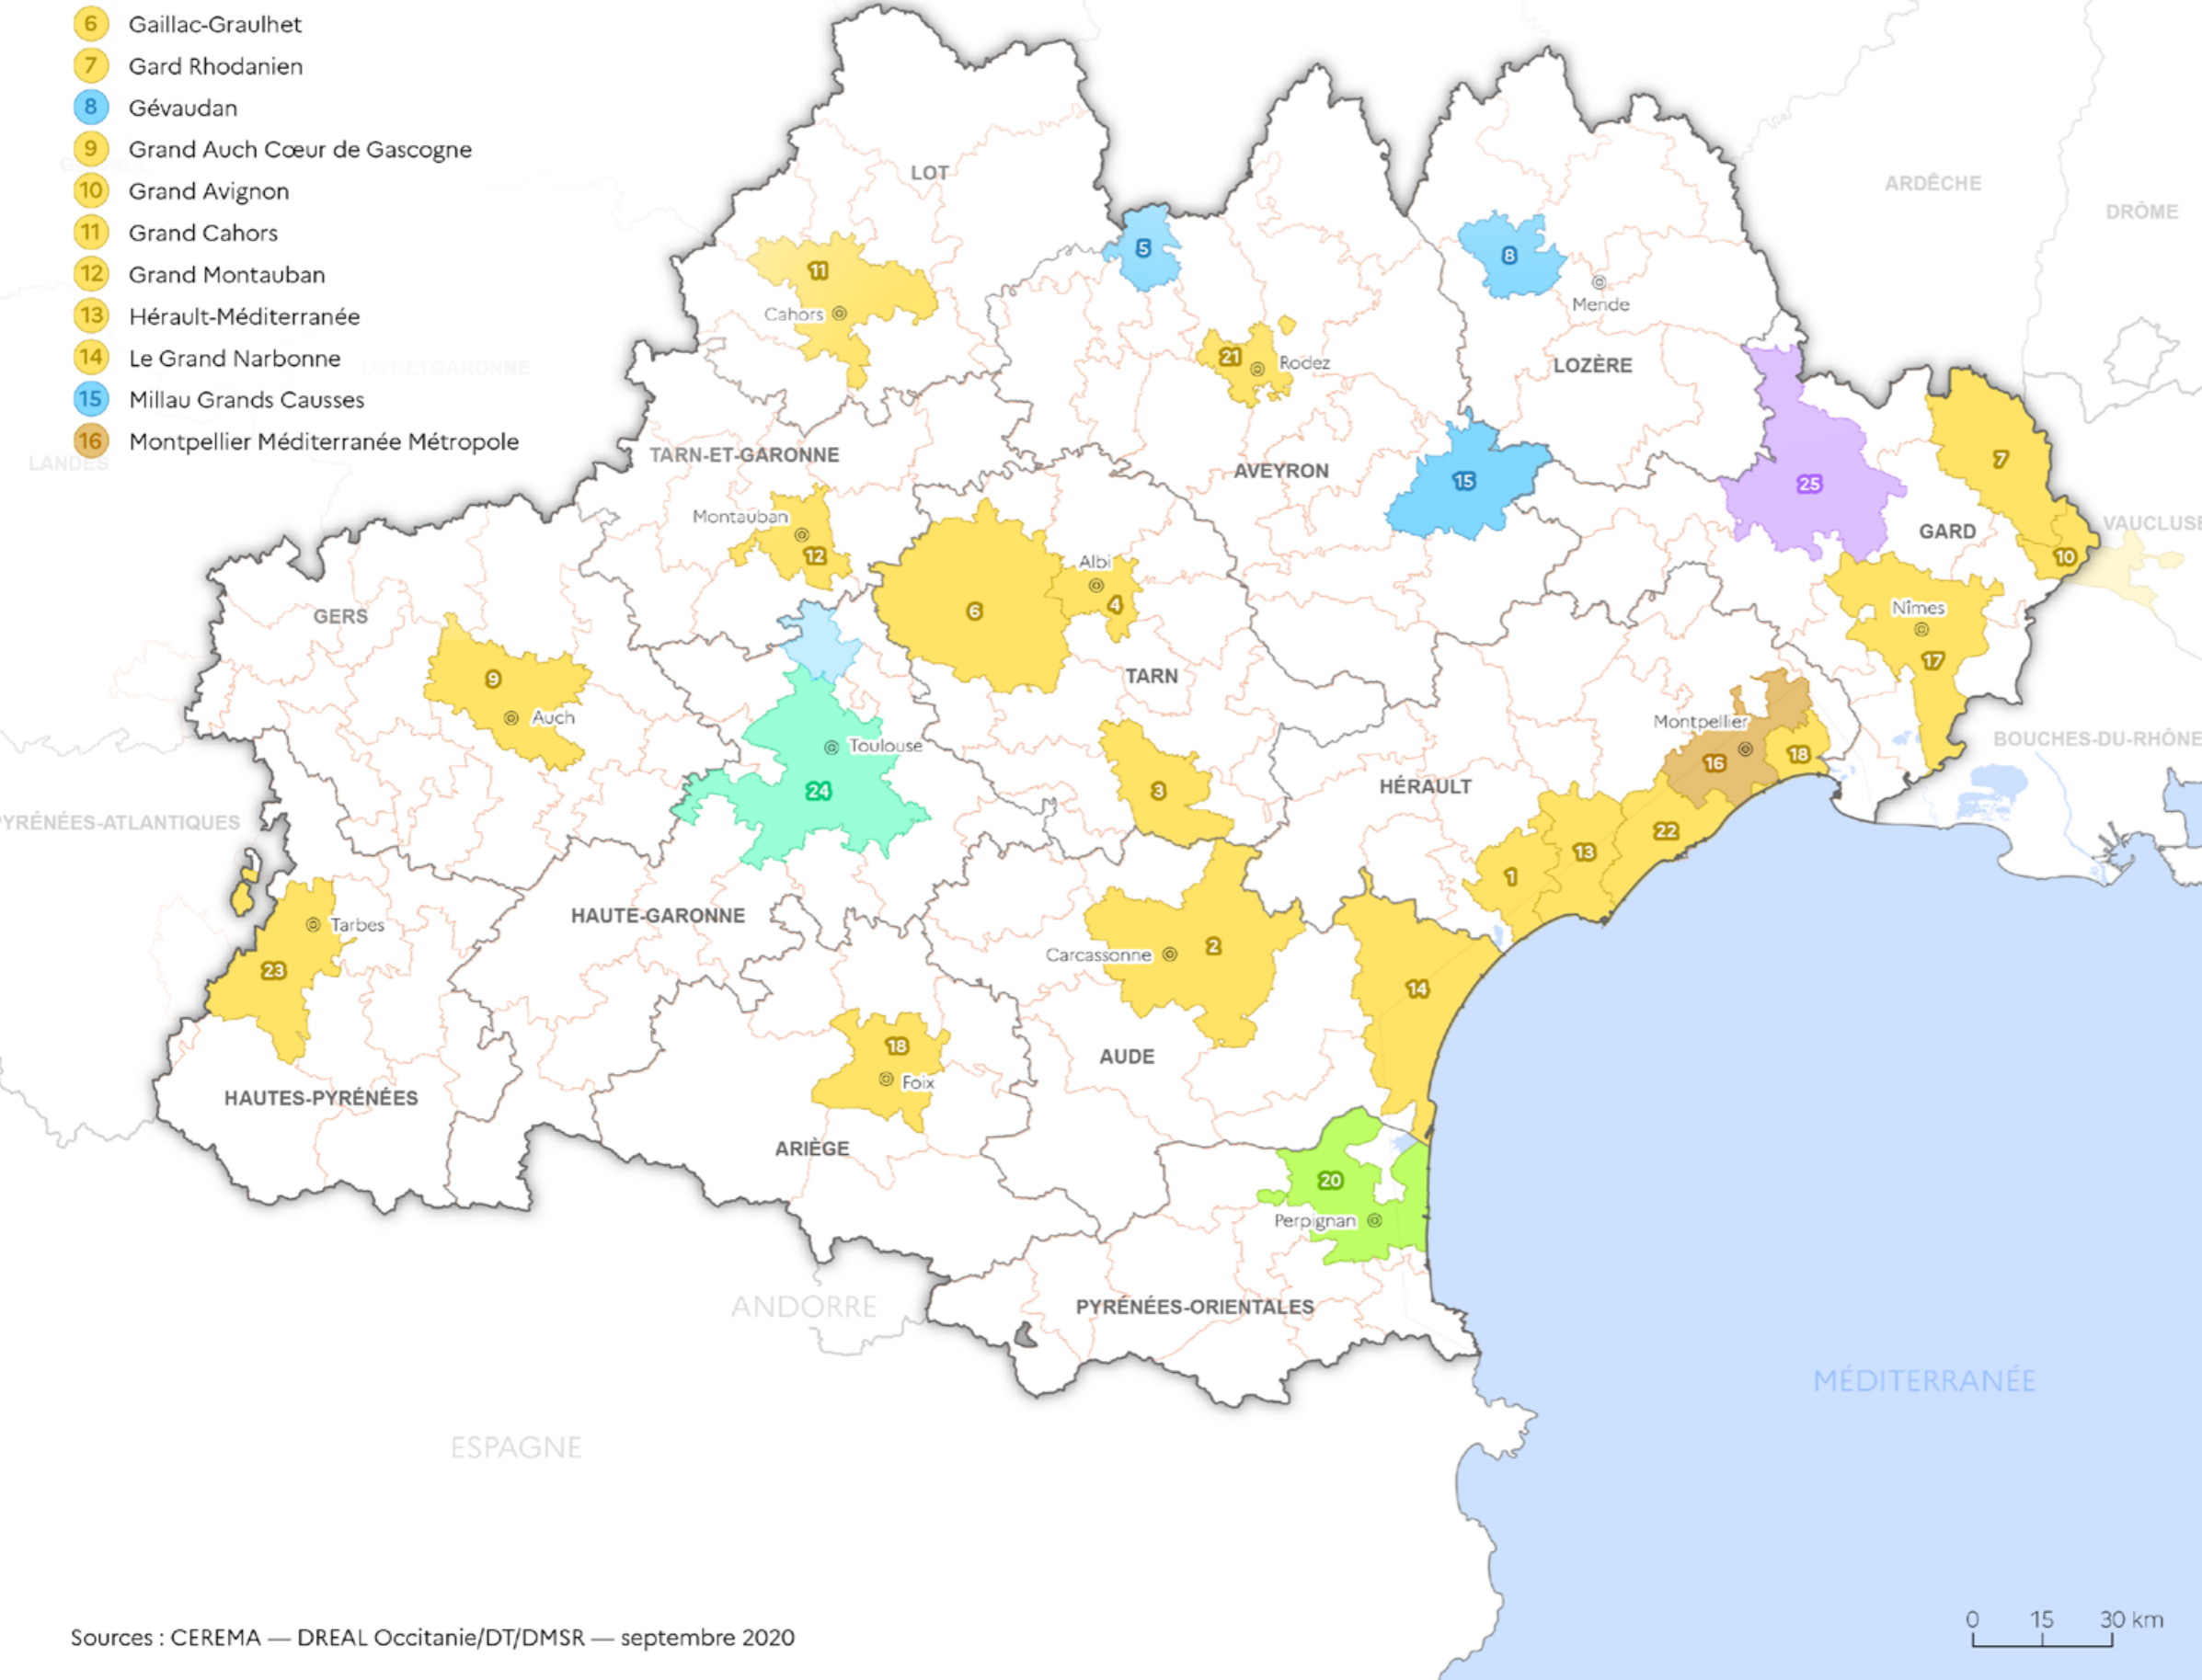 6 Gaillac-Graulhet
7 Gard Rhodanien
8 Gévaudan
9 Grand Auch Cœur de Gascogne
10 Grand Avignon
11 Grand Cahors
12 Grand Montauban
13 Hérault-Méditerranée
14 Le Grand Narbonne
15 Millau Grands Causses
16 Montpellier Méditerranée Métropole
LOT-ET-GARONNE
LANDES
LOT
ARDÈCHE
DRÔME
5
8
11
Cahors
Mende
21
Rodez
LOZÈRE
TARN-ET-GARONNE
AVEYRON
15
25
7
GARD
VAUCLUSE
10
Montauban
12
Albi
4
6
GERS
Nîmes
17
9
Auch
TARN
Toulouse
24
Montpellier
16
18
BOUCHES-DU-RHÔNE
3
HÉRAULT
22
13
1
PYRÉNÉES-ATLANTIQUES
HAUTE-GARONNE
Tarbes
23
Carcassonne
2
14
18
Foix
AUDE
HAUTES-PYRÉNÉES
ARIÈGE
20
Perpignan
ANDORRE
PYRÉNÉES-ORIENTALES
MÉDITERRANÉE
ESPAGNE
0 15 30 km
Sources : CEREMA — DREAL Occitanie/DT/DMSR — septembre 2020